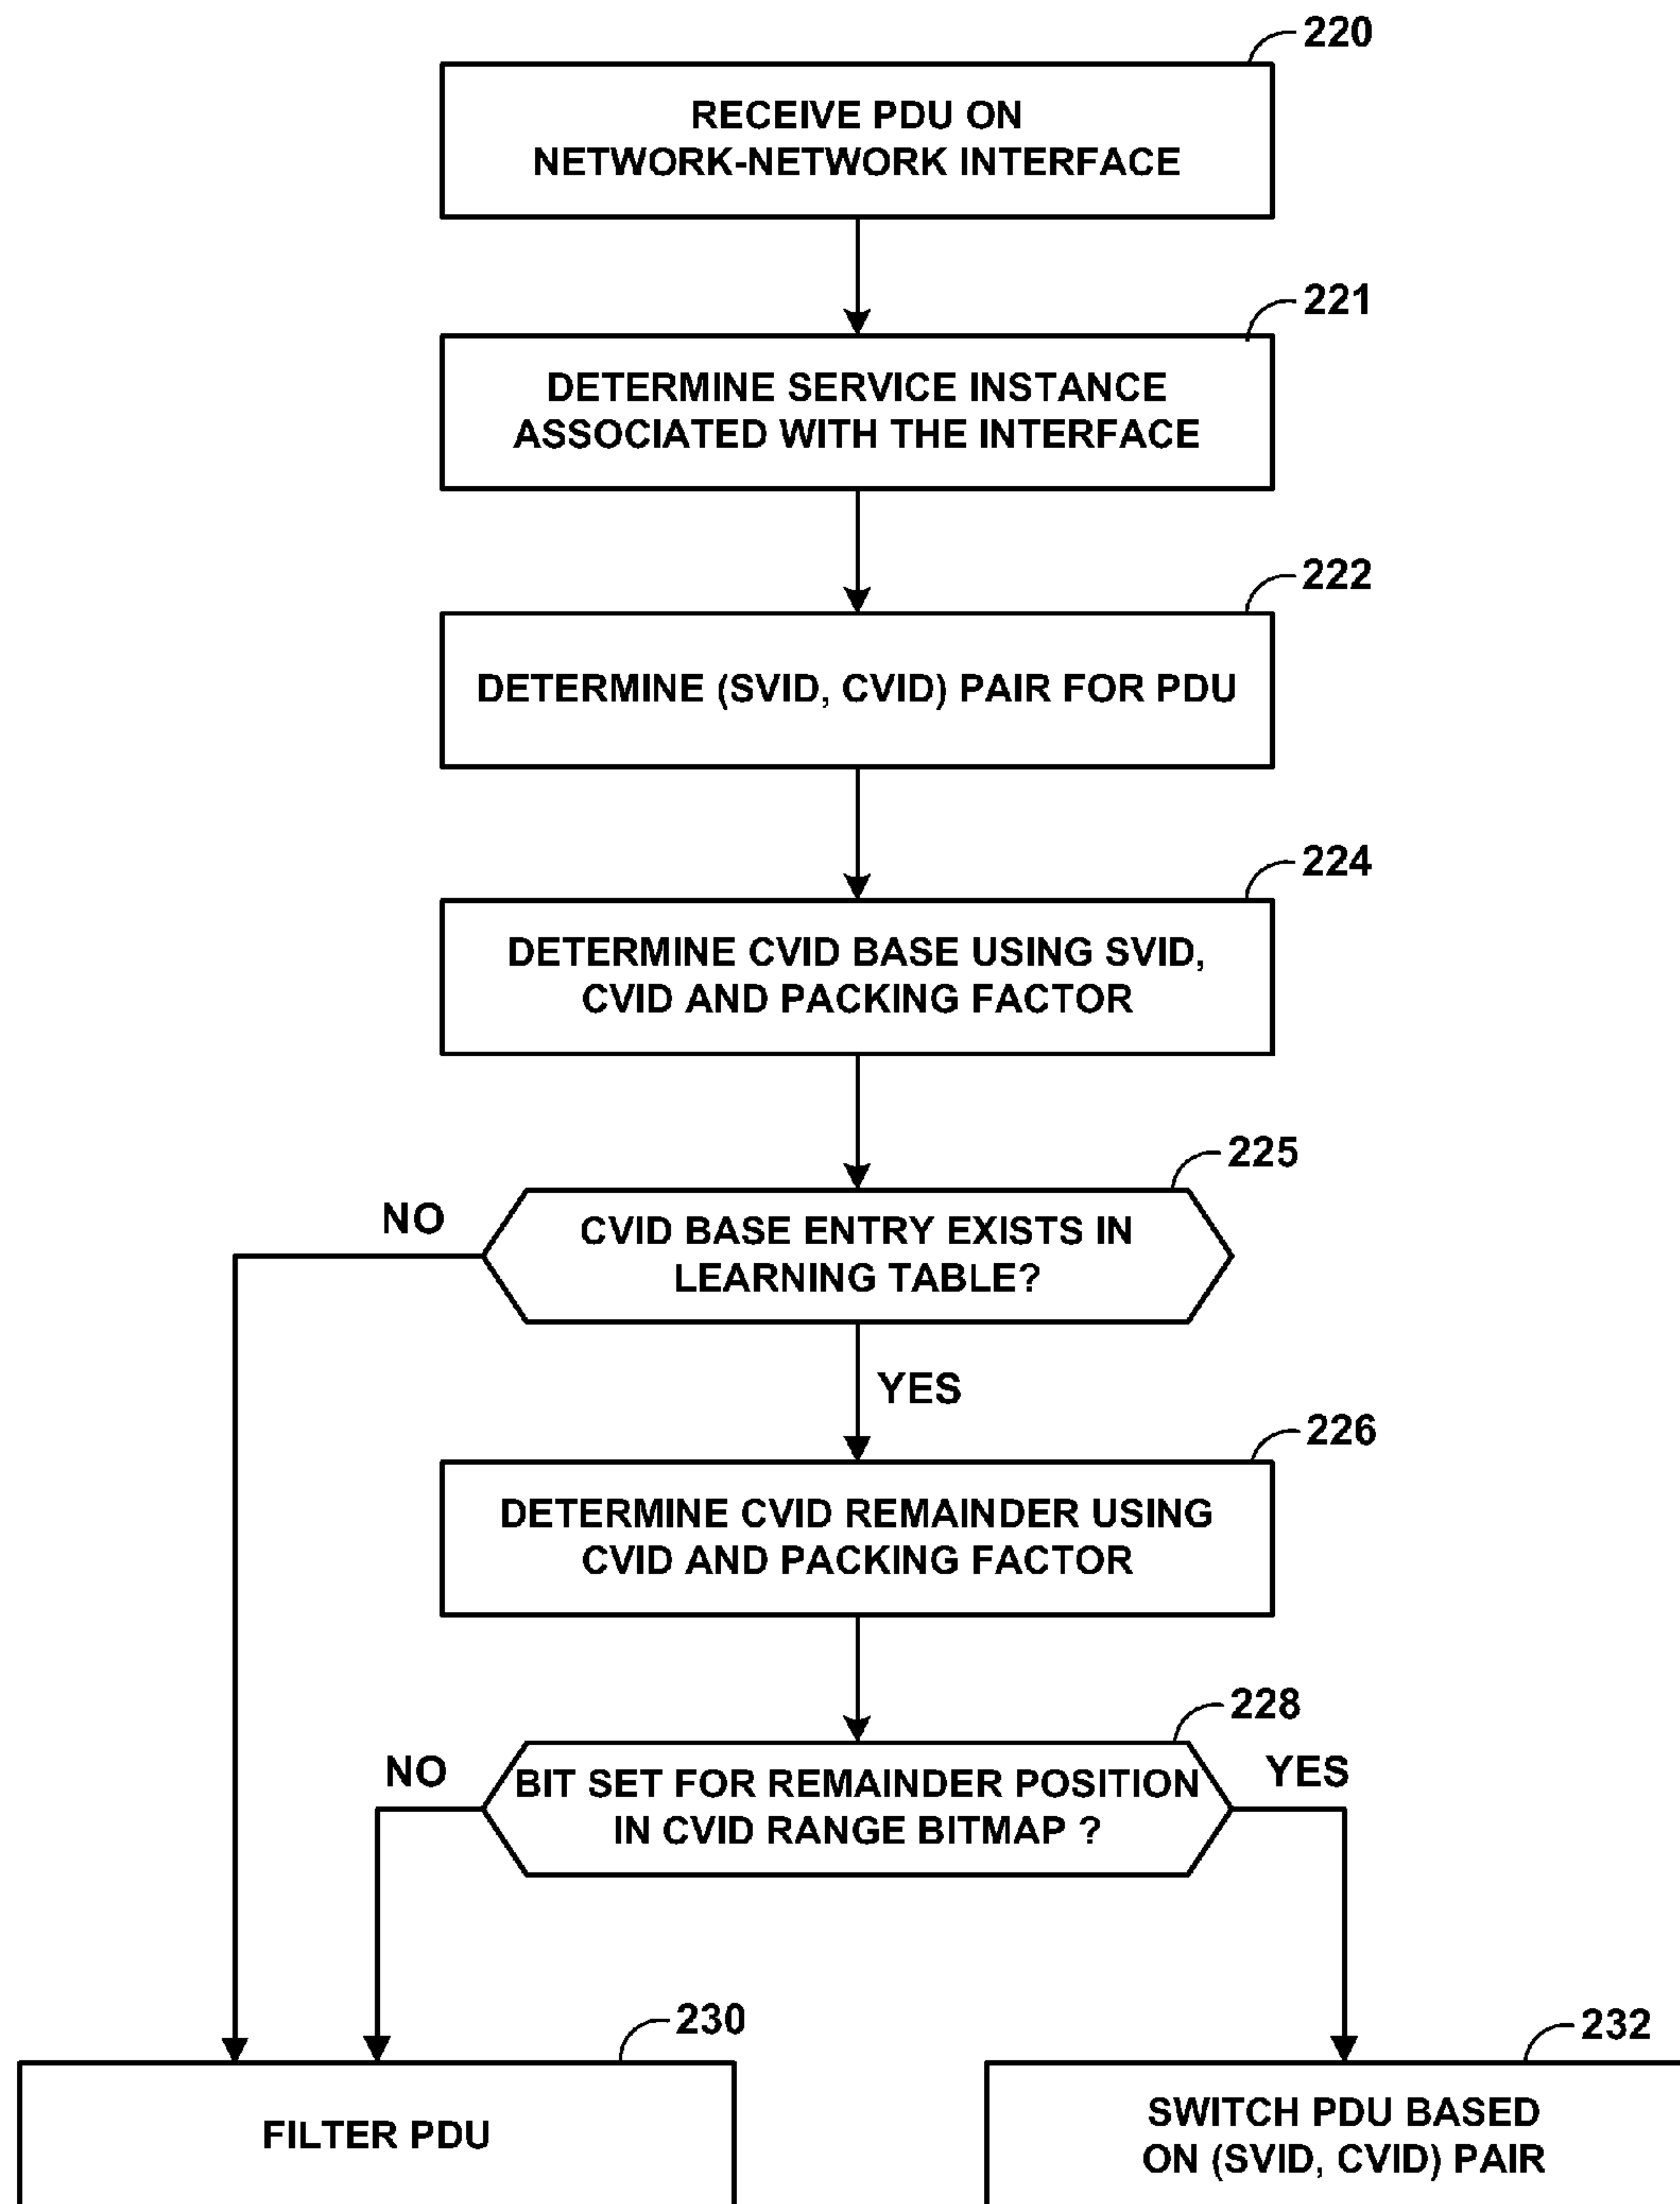 220
RECEIVE PDU ON
NETWORK-NETWORK INTERFACE
221
DETERMINE SERVICE INSTANCE
ASSOCIATED WITH THE INTERFACE
222
DETERMINE (SVID, CVID) PAIR FOR PDU
224
DETERMINE CVID BASE USING SVID,
CVID AND PACKING FACTOR
225
NO
CVID BASE ENTRY EXISTS IN
LEARNING TABLE?
YES
226
DETERMINE CVID REMAINDER USING
CVID AND PACKING FACTOR
228
NO
BIT SET FOR REMAINDER POSITION
IN CVID RANGE BITMAP ?
YES
230
FILTER PDU
232
SWITCH PDU BASED
ON (SVID, CVID) PAIR